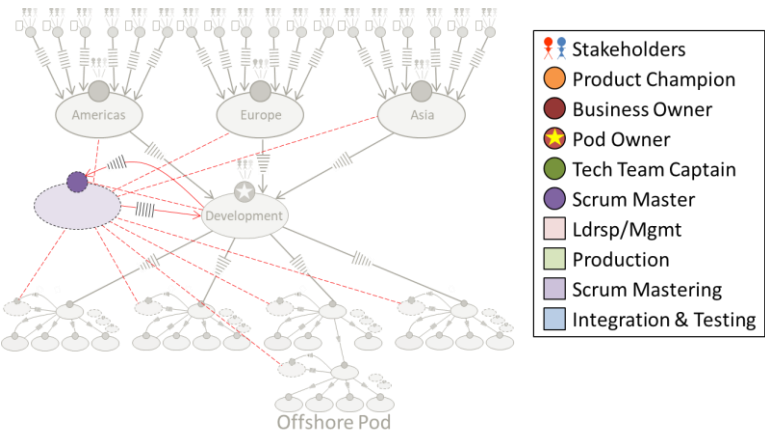 Americas
Europe
Asia
Development
Offshore Pod
Stakeholders
Product Champion
Business Owner
Pod Owner
Tech Team Captain
Scrum Master
Ldrsp/Mgmt
Production
Scrum Mastering
Integration & Testing